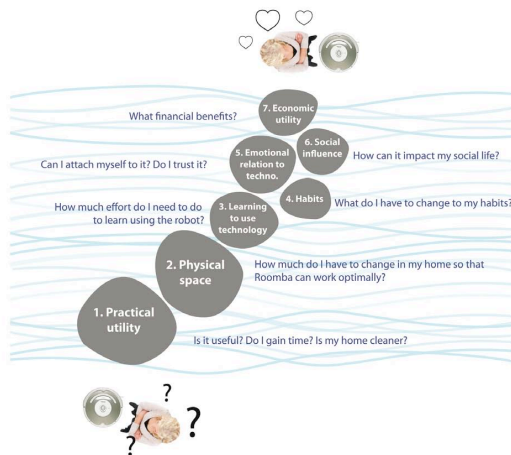 7. Economic
utility
What financial benefits?
6. Social
influence
How can it impact my social life?
5. Emotional
relation to
techno.
Can I attach myself to it? Do I trust it?
4. Habits
What do I have to change to my habits?
3. Learning
to use
technology
How much effort do I need to do
to learn using the robot?
2. Physical
space
How much do I have to change in my home so that
Roomba can work optimally?
1. Practical
utility
Is it useful? Do I gain time? Is my home cleaner?
?
?
?